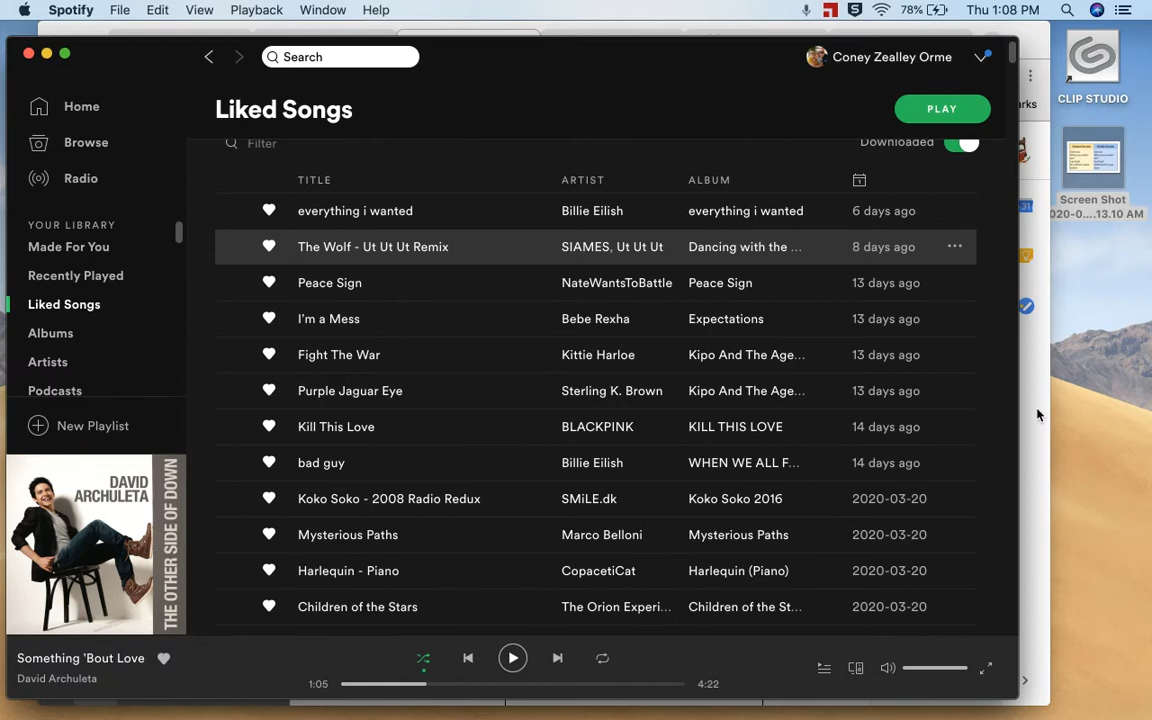 Spotify File Edit View Playback Window Help 78% Thu 1:08 PM
Search Coney Zealley Orme
CLIP STUDIO
Home
Browse
Radio
YOUR LIBRARY
Made For You
Recently Played
Liked Songs
Albums
Artists
Podcasts
New Playlist
Liked Songs PLAY
Filter Downloaded
TITLE ARTIST ALBUM
everything i wanted Billie Eilish everything i wanted 6 days ago
The Wolf - Ut Ut Ut Remix SIAMES, Ut Ut Ut Dancing with the ... 8 days ago
Peace Sign NateWantsToBattle Peace Sign 13 days ago
I'm a Mess Bebe Rexha Expectations 13 days ago
Fight The War Kittie Harloe Kipo And The Age... 13 days ago
Purple Jaguar Eye Sterling K. Brown Kipo And The Age... 13 days ago
Kill This Love BLACKPINK KILL THIS LOVE 14 days ago
bad guy Billie Eilish WHEN WE ALL F... 14 days ago
Koko Soko - 2008 Radio Redux SMiLE.dk Koko Soko 2016 2020-03-20
Mysterious Paths Marco Belloni Mysterious Paths 2020-03-20
Harlequin - Piano CopacetiCat Harlequin (Piano) 2020-03-20
Children of the Stars The Orion Experi... Children of the St... 2020-03-20
DAVID
ARCHULETA
THE OTHER SIDE OF DOWN
Something 'Bout Love
David Archuleta
1:05 4:22
arks
31
Screen Shot
2020-0....13.10 AM